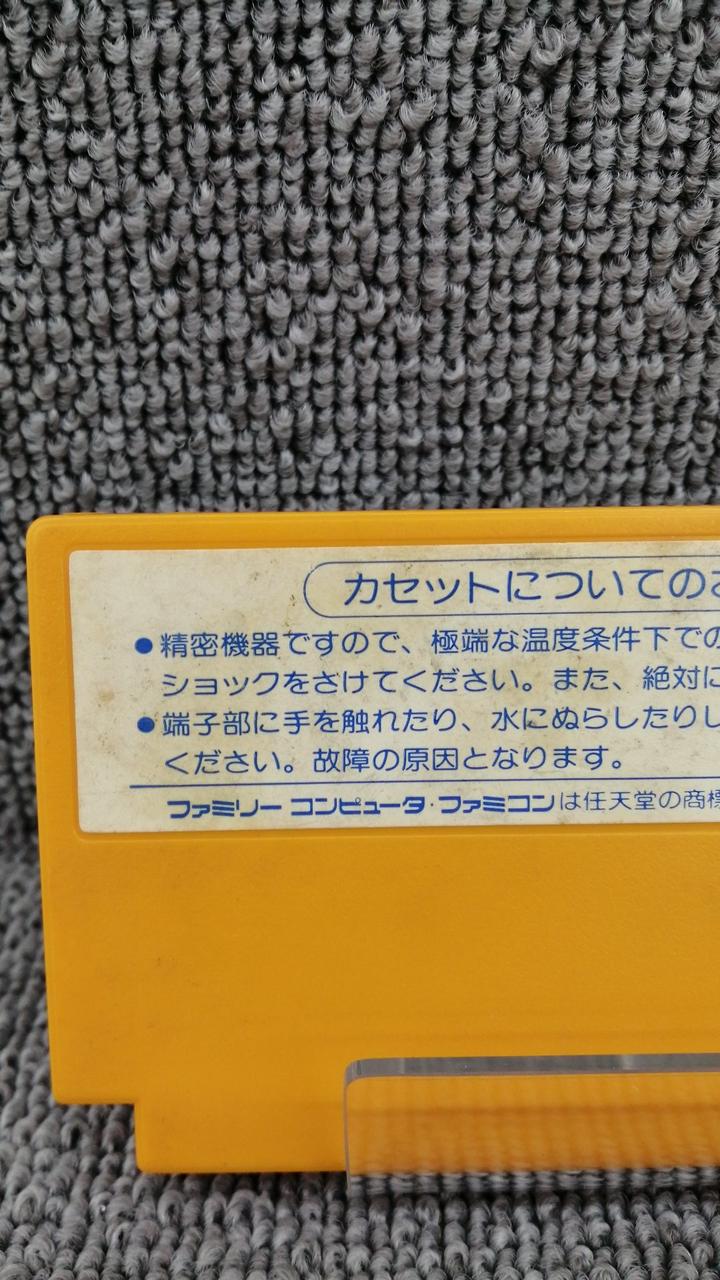 カセットについての
●精密機器ですので、極端な温度条件下での
ショックをさけてください。また、絶対に
●端子部に手を触れたり、水にぬらしたりし
ください。故障の原因となります。
ファミリー コンピュータ・ファミコンは任天堂の商標